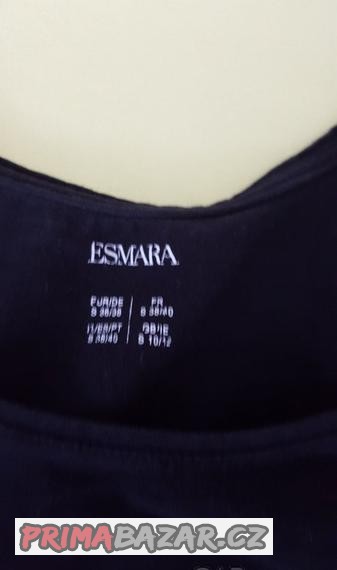 ESMARA
EUR/DE | FR
S 36/38 | S 38/40
IT/ES/PT | GB/IE
S 38/40 | S 10/12
PRIMABAZAR.CZ